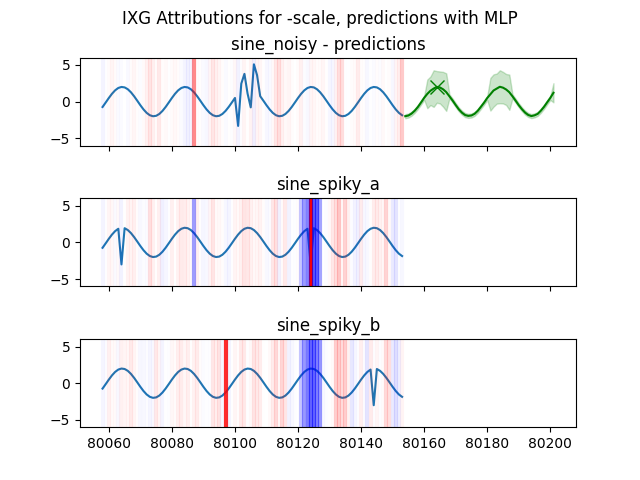 IXG Attributions for -scale, predictions with MLP
sine_noisy - predictions
5
0
−5
sine_spiky_a
5
0
−5
sine_spiky_b
5
0
−5
80060 80080 80100 80120 80140 80160 80180 80200